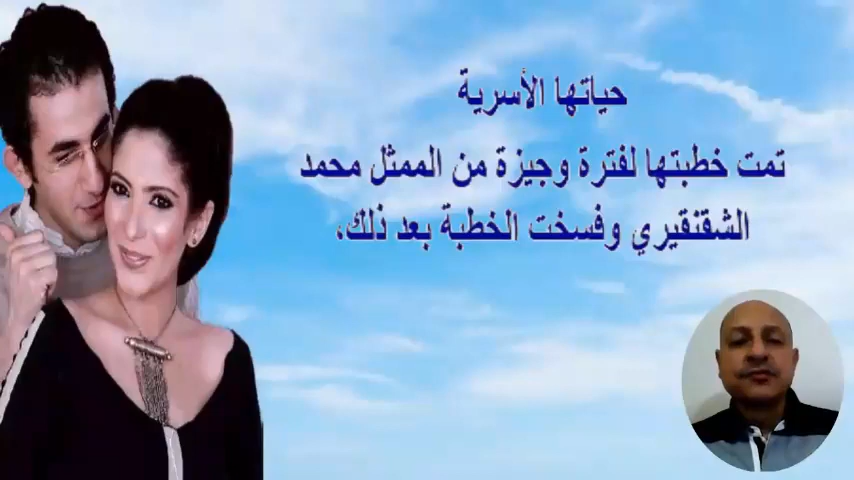 حياتها الأسرية
تمت خطبتها لفترة وجيزة من الممثل محمد
الشقنقيري وفسخت الخطبة بعد ذلك،